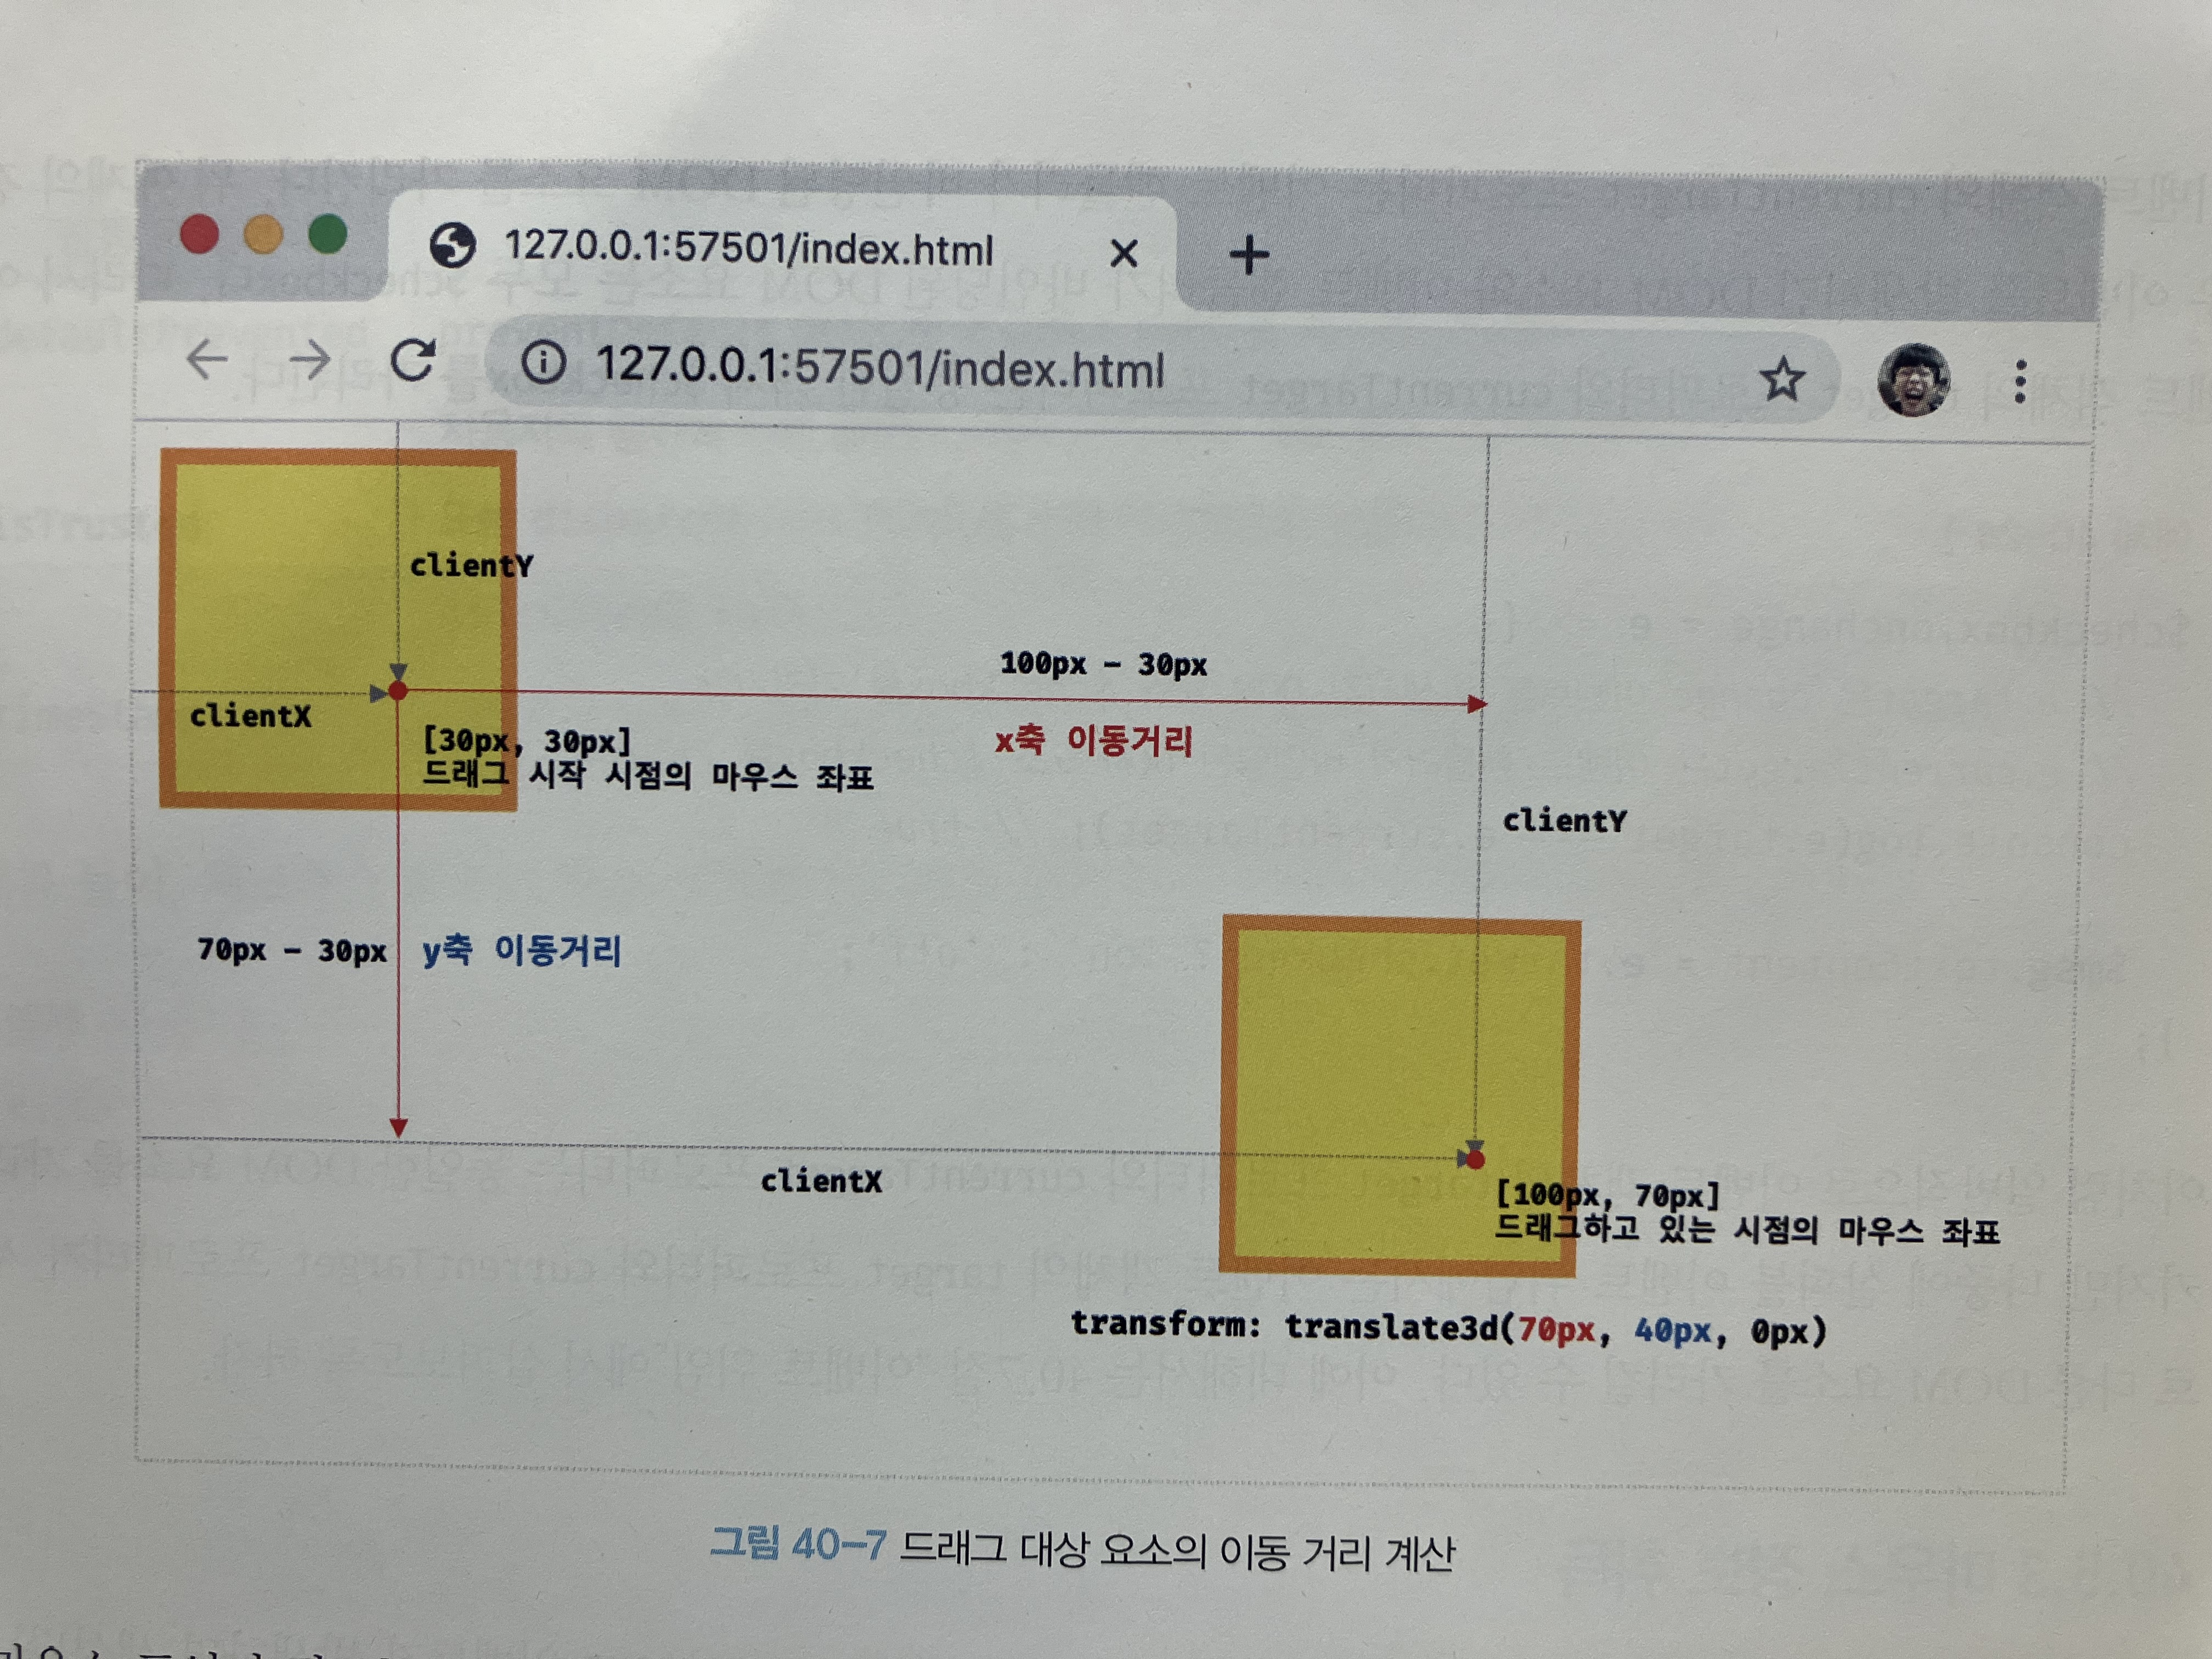 127.0.0.1:57501/index.html
127.0.0.1:57501/index.html
clientY
100px - 30px
clientX
x축 이동거리
[30px, 30px]
드래그 시작 시점의 마우스 좌표
clientY
70px - 30px
y축 이동거리
clientX
[100px, 70px]
드래그하고 있는 시점의 마우스 좌표
transform: translate3d(70px, 40px, 0px)
그림 40-7 드래그 대상 요소의 이동 거리 계산